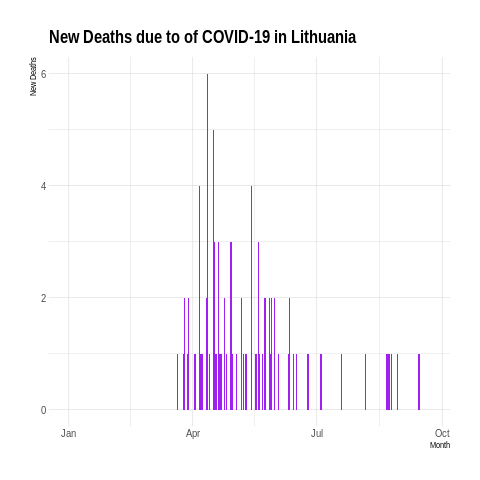 New Deaths due to of COVID-19 in Lithuania
New Deaths
6
4
2
0
Jan Apr Jul Oct
Month